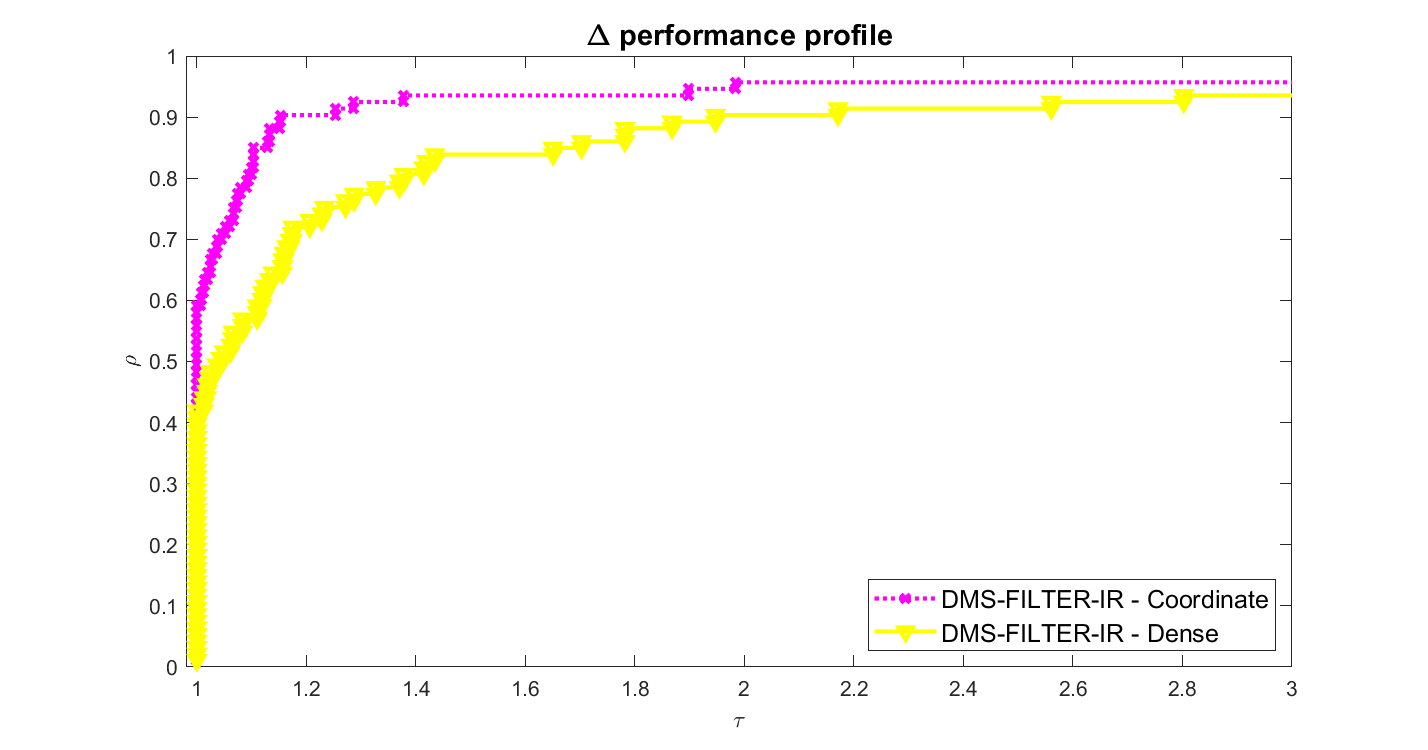 Δ performance profile
1
0.9
0.8
0.7
0.6
0.5
0.4
0.3
0.2
0.1
0
ρ
1 1.2 1.4 1.6 1.8 2 2.2 2.4 2.6 2.8 3
τ
DMS-FILTER-IR - Coordinate
DMS-FILTER-IR - Dense